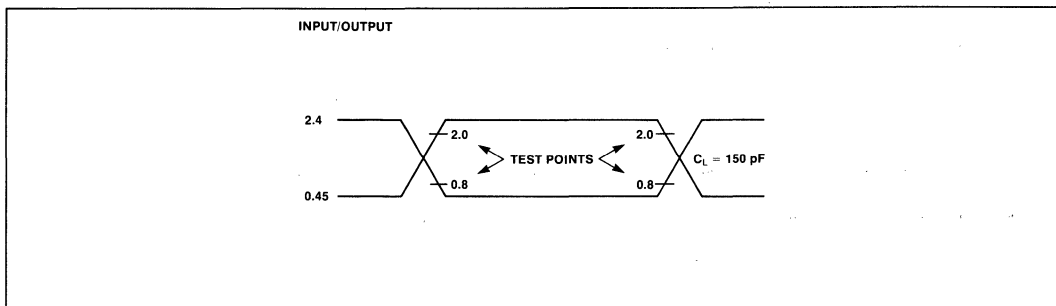 INPUT/OUTPUT
2.4
2.0
2.0
TEST POINTS
C_L = 150 pF
0.8
0.8
0.45